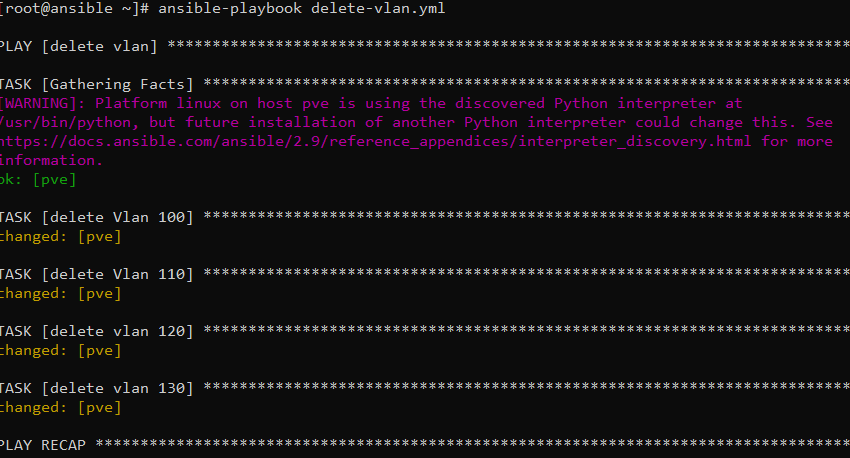 [root@ansible ~]# ansible-playbook delete-vlan.yml
PLAY [delete vlan] ****************************************************************************
TASK [Gathering Facts] ************************************************************************
[WARNING]: Platform linux on host pve is using the discovered Python interpreter at
/usr/bin/python, but future installation of another Python interpreter could change this. See
https://docs.ansible.com/ansible/2.9/reference_appendices/interpreter_discovery.html for more
information.
ok: [pve]
TASK [delete Vlan 100] ************************************************************************
changed: [pve]
TASK [delete Vlan 110] ************************************************************************
changed: [pve]
TASK [delete vlan 120] ************************************************************************
changed: [pve]
TASK [delete vlan 130] ************************************************************************
changed: [pve]
PLAY RECAP ************************************************************************************